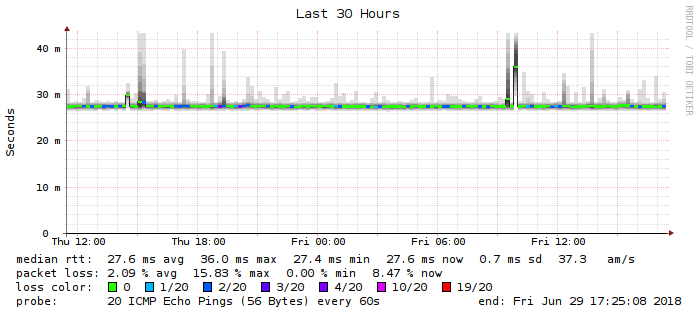 Last 30 Hours
RRDTOOL / TOBI OETIKER
Seconds
40 m
30 m
20 m
10 m
0
Thu 12:00 Thu 18:00 Fri 00:00 Fri 06:00 Fri 12:00
median rtt: 27.6 ms avg 36.0 ms max 27.4 ms min 27.6 ms now 0.7 ms sd 37.3 am/s
packet loss: 2.09 % avg 15.83 % max 0.00 % min 8.47 % now
loss color: 0 1/20 2/20 3/20 4/20 10/20 19/20
probe: 20 ICMP Echo Pings (56 Bytes) every 60s end: Fri Jun 29 17:25:08 2018